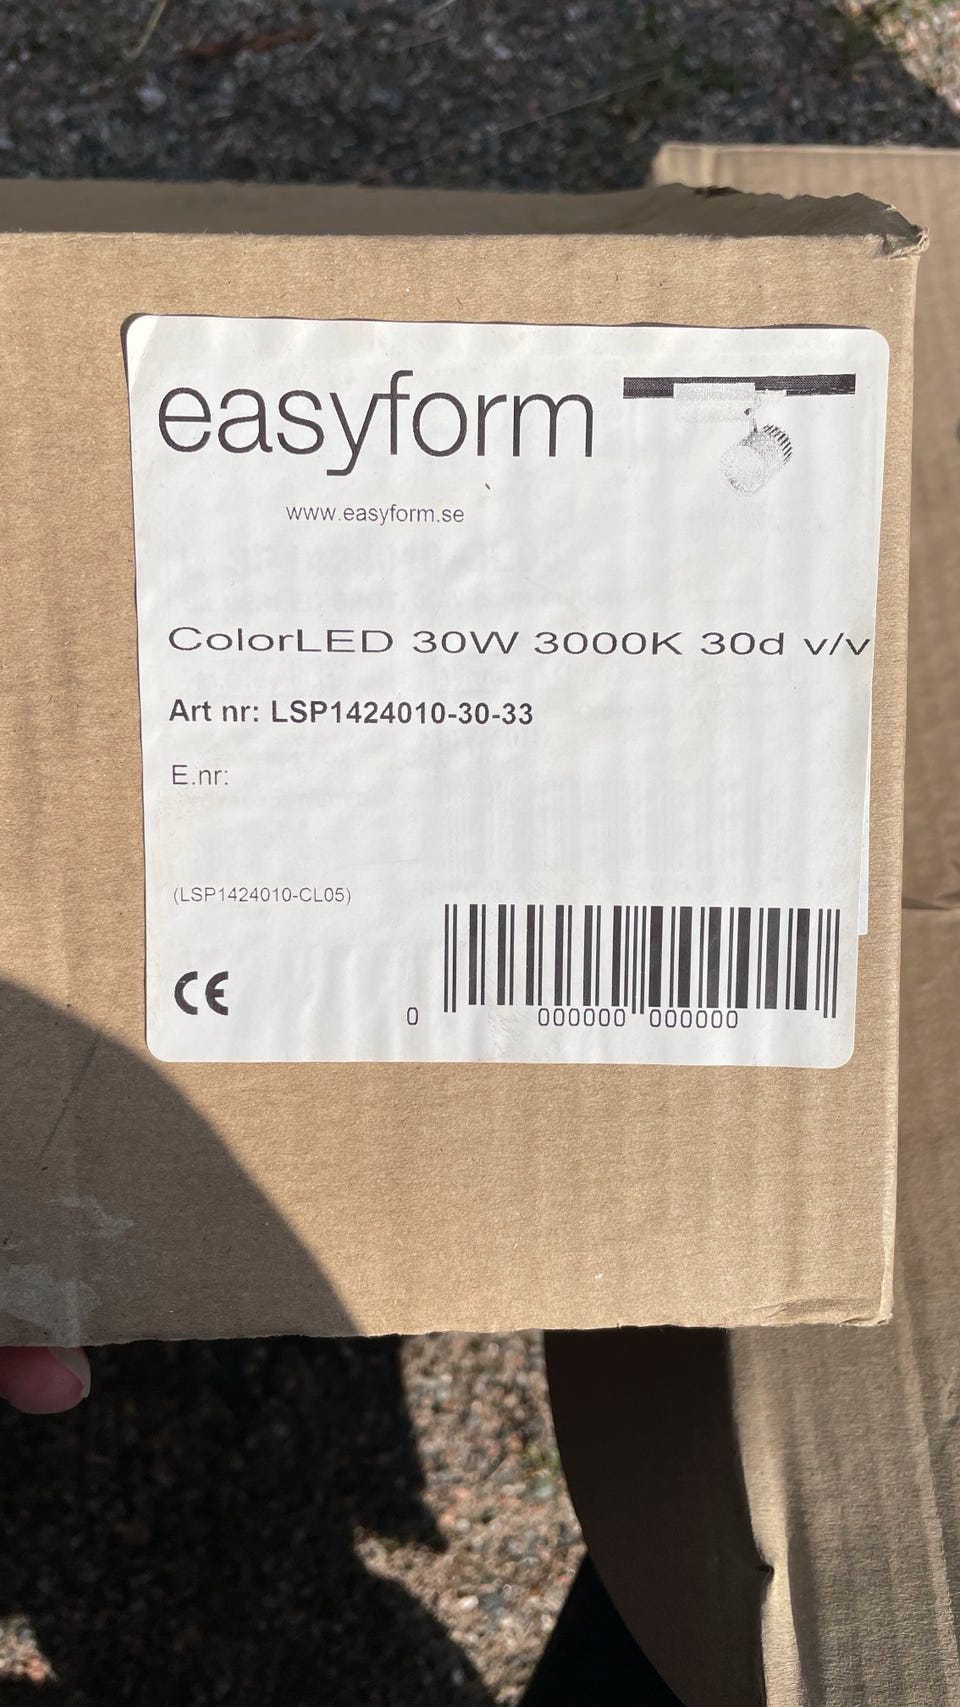 easyform
www.easyform.se
ColorLED 30W 3000K 30d v/v
Art nr: LSP1424010-30-33
E.nr:
(LSP1424010-CL05)
CE
0 000000 000000